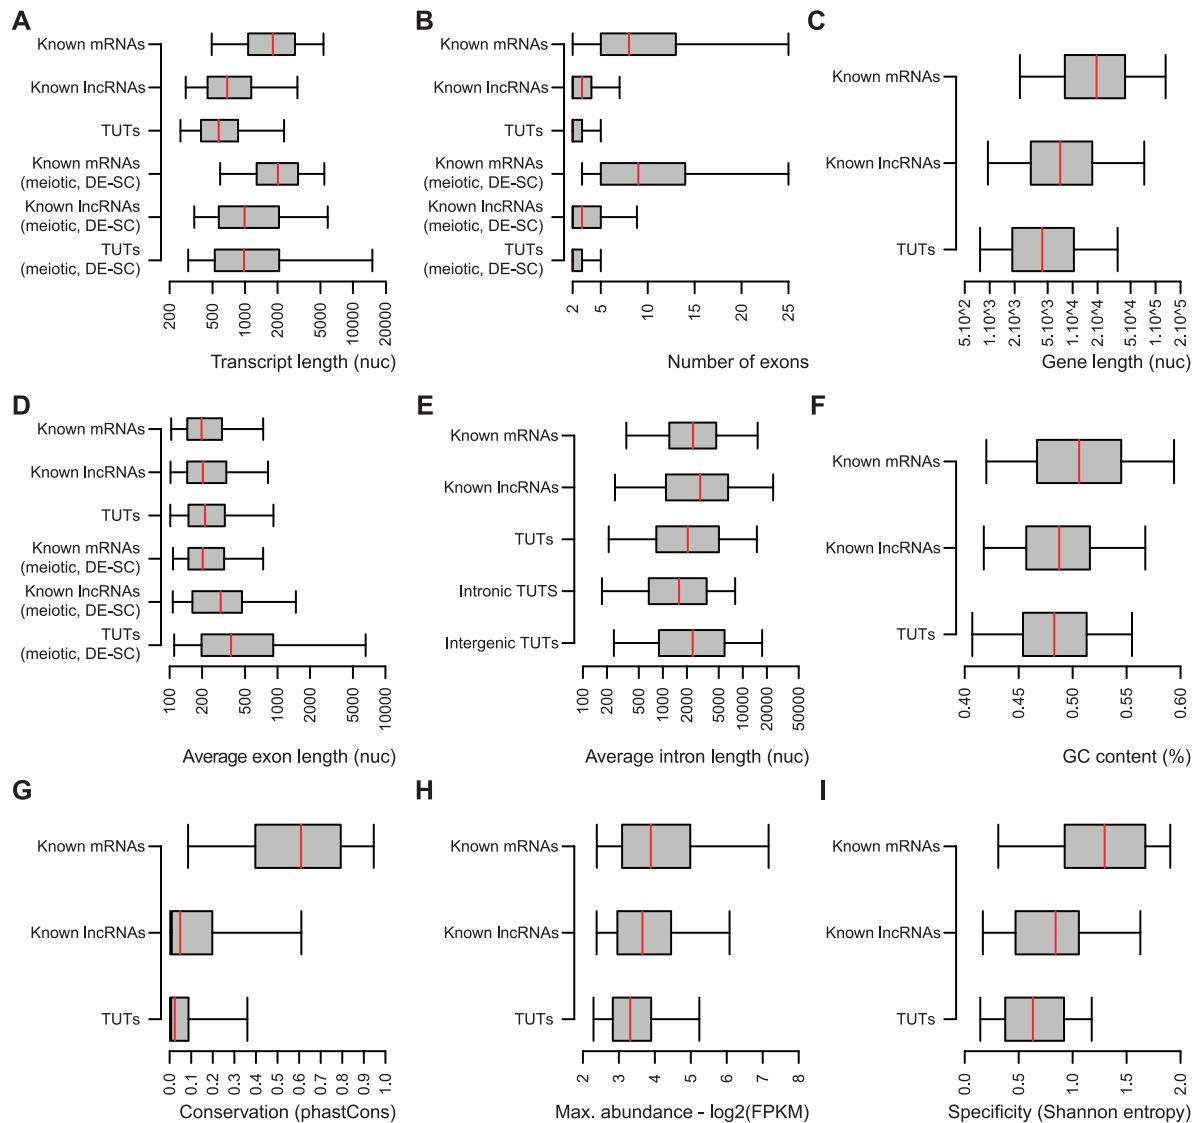 A
Known mRNAs
Known lncRNAs
TUTs
Known mRNAs
(meiotic, DE-SC)
Known lncRNAs
(meiotic, DE-SC)
TUTs
(meiotic, DE-SC)
200 500 1000 2000 5000 10000 20000
Transcript length (nuc)
B
Known mRNAs
Known lncRNAs
TUTs
Known mRNAs
(meiotic, DE-SC)
Known lncRNAs
(meiotic, DE-SC)
TUTs
(meiotic, DE-SC)
2 5 10 15 20 25
Number of exons
C
Known mRNAs
Known lncRNAs
TUTs
5.10^2 1.10^3 2.10^3 5.10^3 1.10^4 2.10^4 5.10^4 1.10^5 2.10^5
Gene length (nuc)
D
Known mRNAs
Known lncRNAs
TUTs
Known mRNAs
(meiotic, DE-SC)
Known lncRNAs
(meiotic, DE-SC)
TUTs
(meiotic, DE-SC)
100 200 500 1000 2000 5000 10000
Average exon length (nuc)
E
Known mRNAs
Known lncRNAs
TUTs
Intronic TUTS
Intergenic TUTs
100 200 500 1000 2000 5000 10000 20000 50000
Average intron length (nuc)
F
Known mRNAs
Known lncRNAs
TUTs
0.40 0.45 0.50 0.55 0.60
GC content (%)
G
Known mRNAs
Known lncRNAs
TUTs
0.0 0.1 0.2 0.3 0.4 0.5 0.6 0.7 0.8 0.9 1.0
Conservation (phastCons)
H
Known mRNAs
Known lncRNAs
TUTs
2 3 4 5 6 7 8
Max. abundance - log2(FPKM)
I
Known mRNAs
Known lncRNAs
TUTs
0.0 0.5 1.0 1.5 2.0
Specificity (Shannon entropy)